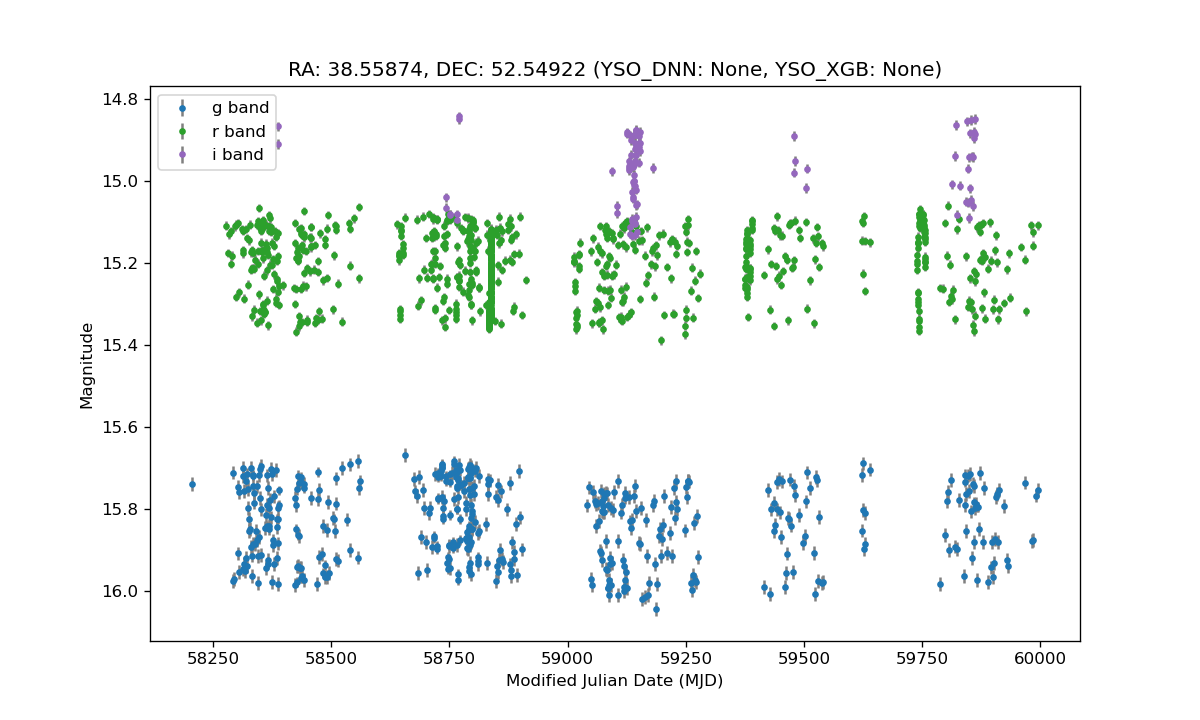 RA: 38.55874, DEC: 52.54922 (YSO_DNN: None, YSO_XGB: None)
g band
r band
i band
14.8
15.0
15.2
15.4
15.6
15.8
16.0
Magnitude
58250 58500 58750 59000 59250 59500 59750 60000
Modified Julian Date (MJD)